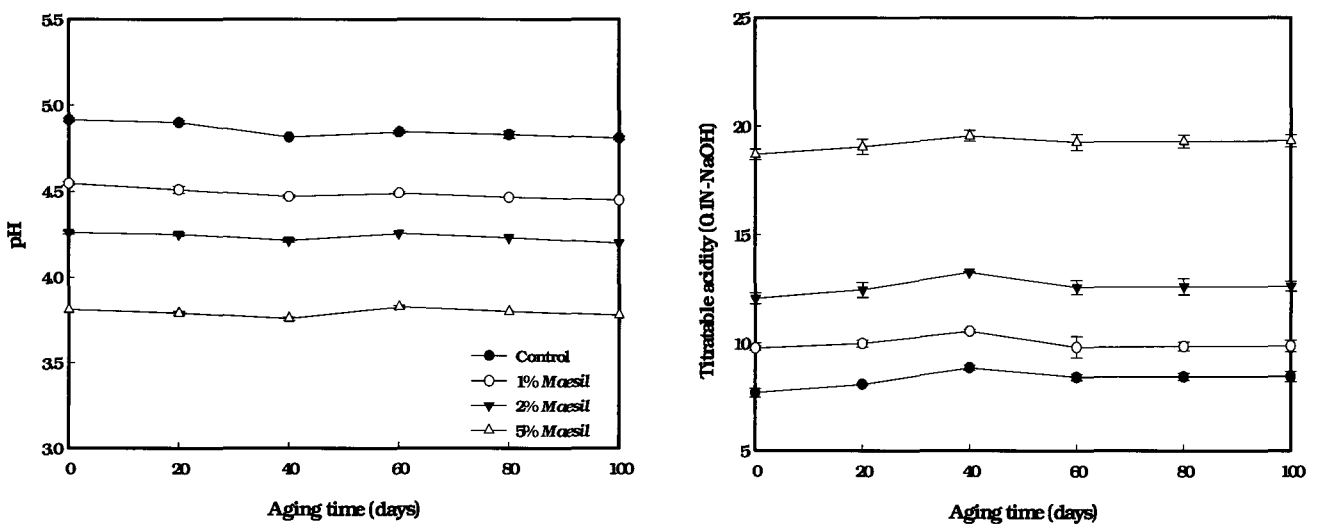 5.5
5.0
4.5
4.0
3.5
3.0
pH
0 20 40 60 80 100
Aging time (days)
Control
1% Maesil
2% Maesil
5% Maesil
25
20
15
10
5
Titratable acidity (0.1N-NaOH)
0 20 40 60 80 100
Aging time (days)